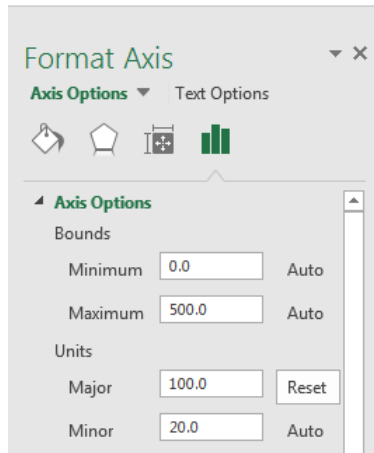 Format Axis
Axis Options Text Options
Axis Options
Bounds
Minimum 0.0 Auto
Maximum 500.0 Auto
Units
Major 100.0 Reset
Minor 20.0 Auto